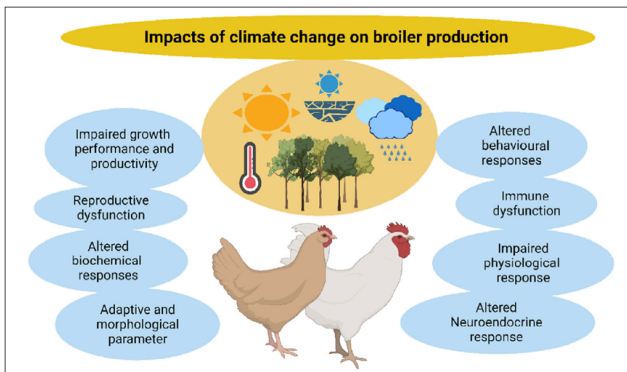 Impacts of climate change on broiler production
Impaired growth
performance and
productivity
Reproductive
dysfunction
Altered
biochemical
responses
Adaptive and
morphological
parameter
Altered
behavioural
responses
Immune
dysfunction
Impaired
physiological
response
Altered
Neuroendocrine
response